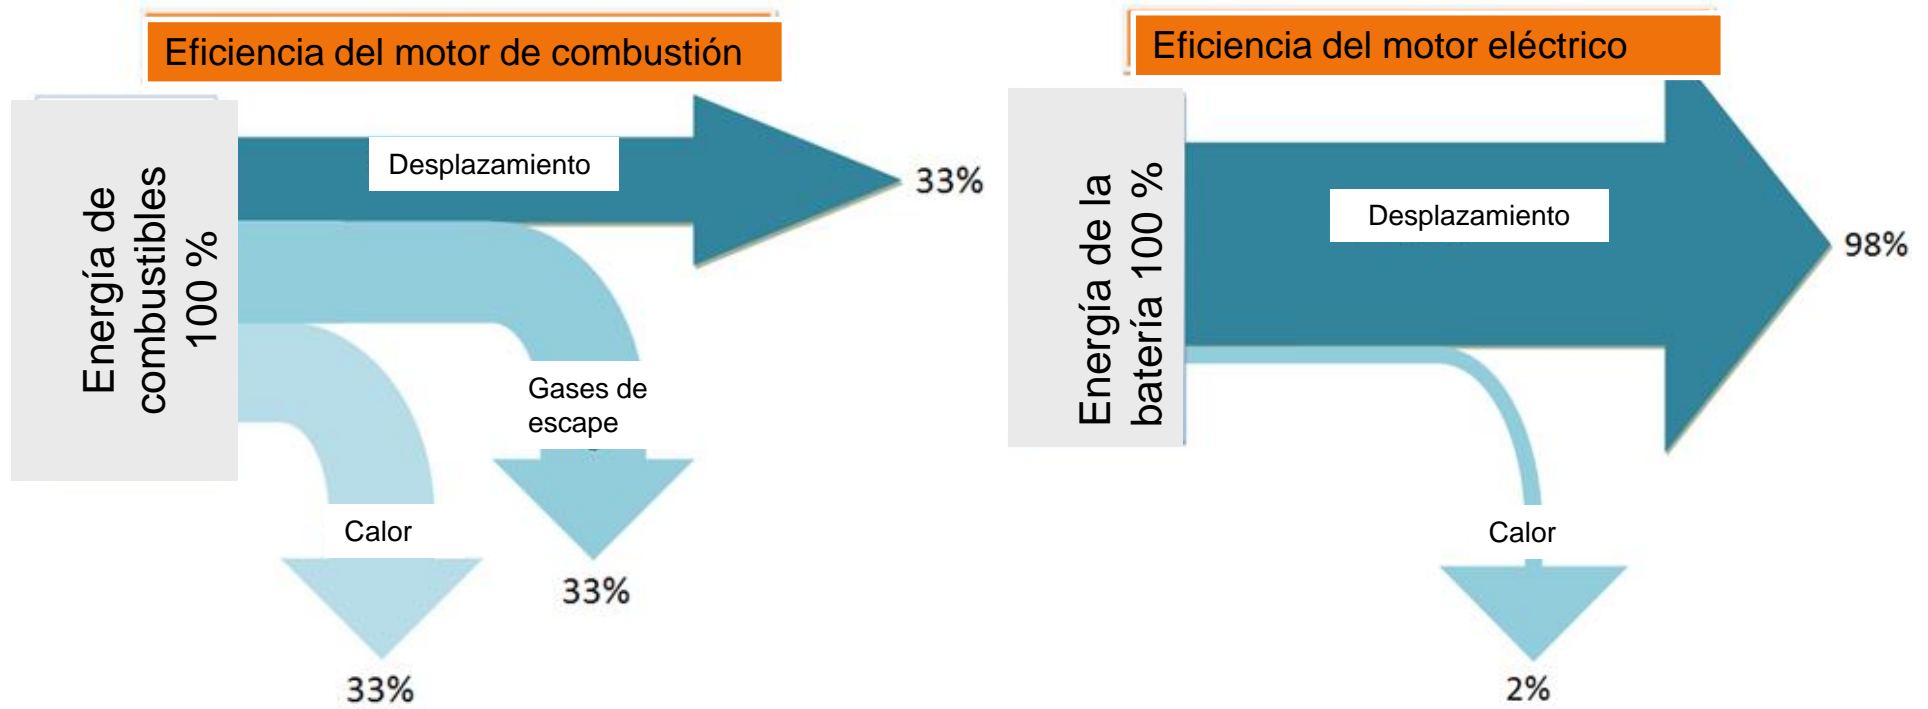 Eficiencia del motor de combustión
Energía de
combustibles
100 %
Desplazamiento
33%
Gases de
escape
33%
Calor
33%
Eficiencia del motor eléctrico
Energía de la
batería 100 %
Desplazamiento
98%
Calor
2%